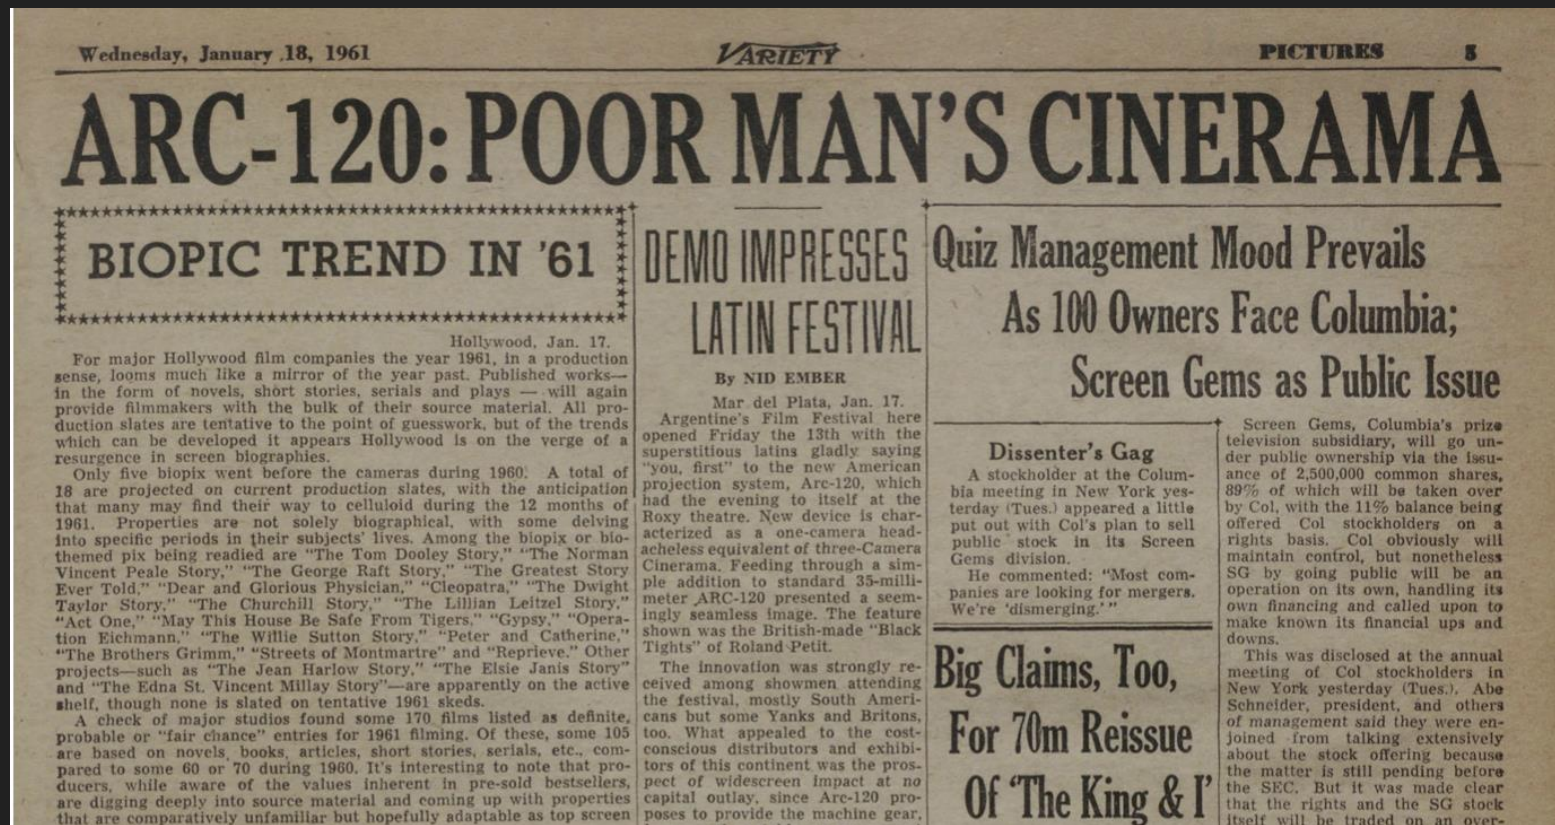 Wednesday, January 18, 1961
VARIETY
PICTURES 5
ARC-120: POOR MAN'S CINERAMA
BIOPIC TREND IN '61
Hollywood, Jan. 17.
For major Hollywood film companies the year 1961, in a production
sense, looms much like a mirror of the year past. Published works—
in the form of novels, short stories, serials and plays — will again
provide filmmakers with the bulk of their source material. All pro-
duction slates are tentative to the point of guesswork, but of the trends
which can be developed it appears Hollywood is on the verge of a
resurgence in screen biographies.
Only five biopix went before the cameras during 1960. A total of
18 are projected on current production slates, with the anticipation
that many may find their way to celluloid during the 12 months of
1961. Properties are not solely biographical, with some delving
into specific periods in their subjects' lives. Among the biopix or bio-
themed pix being readied are "The Tom Dooley Story," "The Norman
Vincent Peale Story," "The George Raft Story," "The Greatest Story
Ever Told," "Dear and Glorious Physician," "Cleopatra," "The Dwight
Taylor Story," "The Churchill Story," "The Lillian Leitzel Story,"
"Act One," "May This House Be Safe From Tigers," "Gypsy," "Opera-
tion Eichmann," "The Willie Sutton Story," "Peter and Catherine,"
"The Brothers Grimm," "Streets of Montmartre" and "Reprieve." Other
projects—such as "The Jean Harlow Story," "The Elsie Janis Story"
and "The Edna St. Vincent Millay Story"—are apparently on the active
shelf, though none is slated on tentative 1961 skeds.
A check of major studios found some 170 films listed as definite,
probable or "fair chance" entries for 1961 filming. Of these, some 105
are based on novels, books, articles, short stories, serials, etc., com-
pared to some 60 or 70 during 1960. It's interesting to note that pro-
ducers, while aware of the values inherent in pre-sold bestsellers,
are digging deeply into source material and coming up with properties
that are comparatively unfamiliar but hopefully adaptable as top screen
DEMO IMPRESSES
LATIN FESTIVAL
By NID EMBER
Mar del Plata, Jan. 17.
Argentine's Film Festival here
opened Friday the 13th with the
superstitious latins gladly saying
"you, first" to the new American
projection system, Arc-120, which
had the evening to itself at the
Roxy theatre. New device is char-
acterized as a one-camera head-
acheless equivalent of three-Camera
Cinerama. Feeding through a sim-
ple addition to standard 35-milli-
meter ARC-120 presented a seem-
ingly seamless image. The feature
shown was the British-made "Black
Tights" of Roland Petit.
The innovation was strongly re-
ceived among showmen attending
the festival, mostly South Ameri-
cans but some Yanks and Britons,
too. What appealed to the cost-
conscious distributors and exhibi-
tors of this continent was the pros-
pect of widescreen impact at no
capital outlay, since Arc-120 pro-
poses to provide the machine gear,
Quiz Management Mood Prevails
As 100 Owners Face Columbia;
Screen Gems as Public Issue
Dissenter's Gag
A stockholder at the Colum-
bia meeting in New York yes-
terday (Tues.) appeared a little
put out with Col's plan to sell
public stock in its Screen
Gems division.
He commented: "Most com-
panies are looking for mergers.
We're 'dismerging.'"
Big Claims, Too,
For 70m Reissue
Of 'The King & I'
Screen Gems, Columbia's prize
television subsidiary, will go un-
der public ownership via the issu-
ance of 2,500,000 common shares,
89% of which will be taken over
by Col, with the 11% balance being
offered Col stockholders on a
rights basis. Col obviously will
maintain control, but nonetheless
SG by going public will be an
operation on its own, handling its
own financing and called upon to
make known its financial ups and
downs.
This was disclosed at the annual
meeting of Col stockholders in
New York yesterday (Tues.). Abe
Schneider, president, and others
of management said they were en-
joined from talking extensively
about the stock offering because
the matter is still pending before
the SEC. But it was made clear
that the rights and the SG stock
itself will be traded on an over-